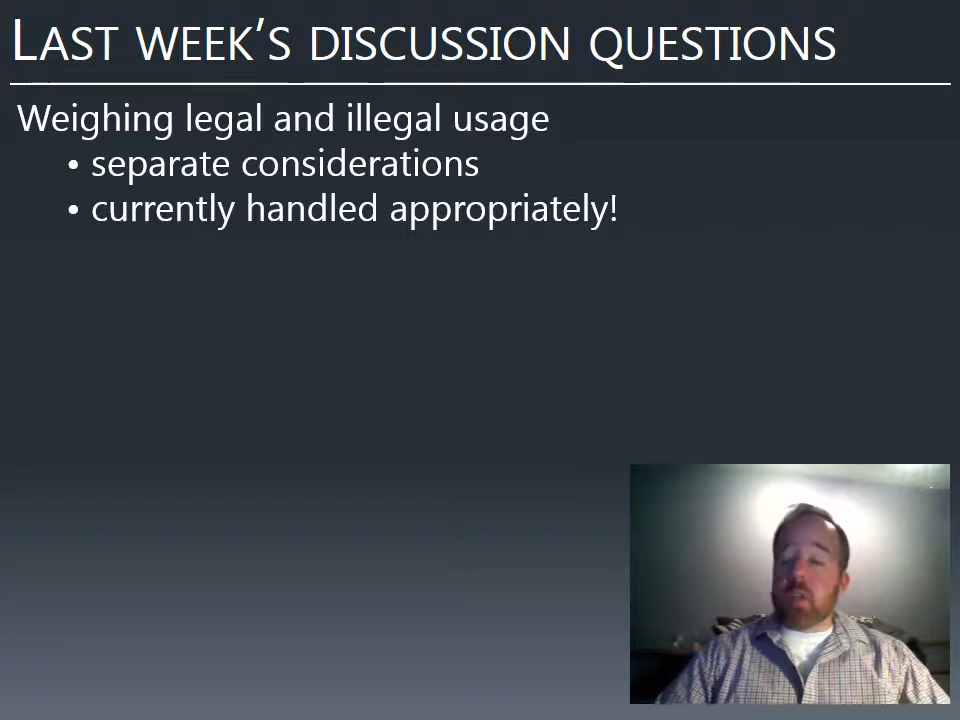 LAST WEEK'S DISCUSSION QUESTIONS
Weighing legal and illegal usage
• separate considerations
• currently handled appropriately!